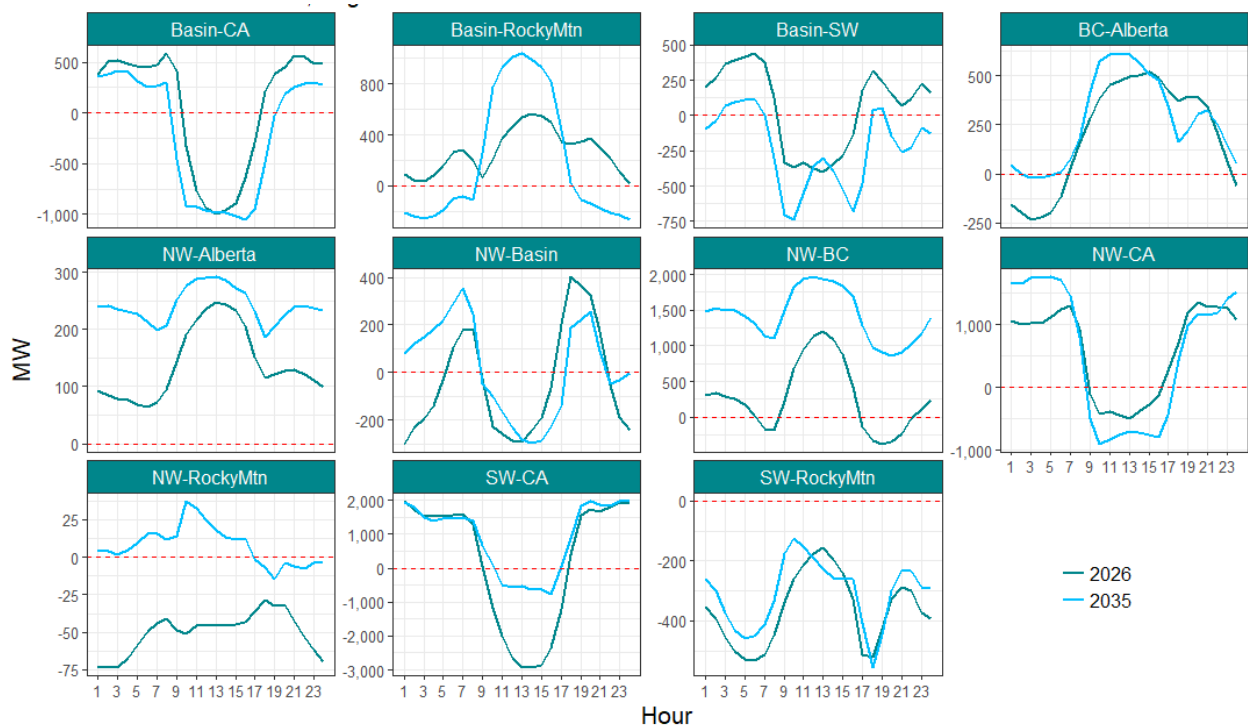 Basin-CA
Basin-RockyMtn
Basin-SW
BC-Alberta
500
0
-500
-1,000
800
400
0
500
250
0
-250
-500
-750
500
250
0
-250
NW-Alberta
NW-Basin
NW-BC
NW-CA
300
200
100
0
400
200
0
-200
2,000
1,500
1,000
500
0
1,000
0
-1,000
1 3 5 7 9 11 13 15 17 19 21 23
NW-RockyMtn
SW-CA
SW-RockyMtn
25
0
-25
-50
-75
2,000
1,000
0
-1,000
-2,000
-3,000
0
-200
-400
1 3 5 7 9 11 13 15 17 19 21 23
1 3 5 7 9 11 13 15 17 19 21 23
1 3 5 7 9 11 13 15 17 19 21 23
MW
Hour
2026
2035